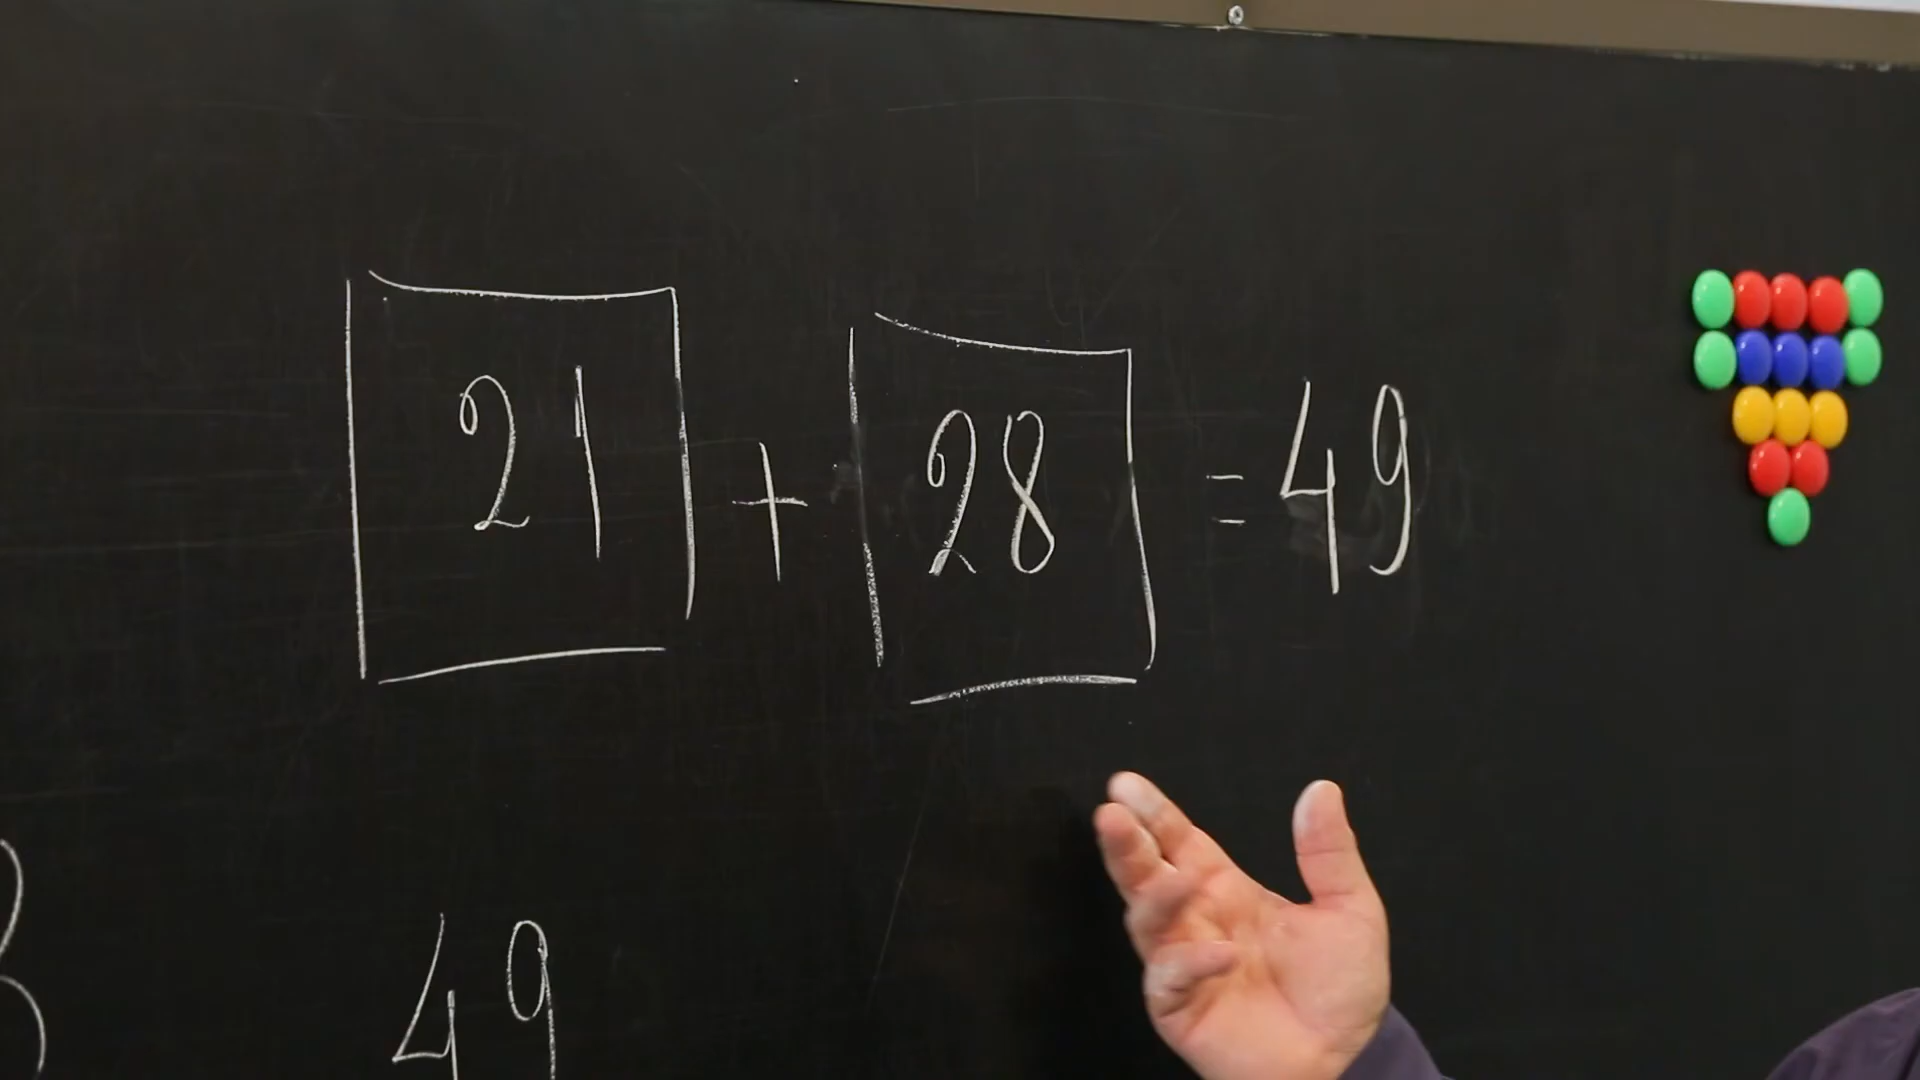 21 + 28 = 49
49